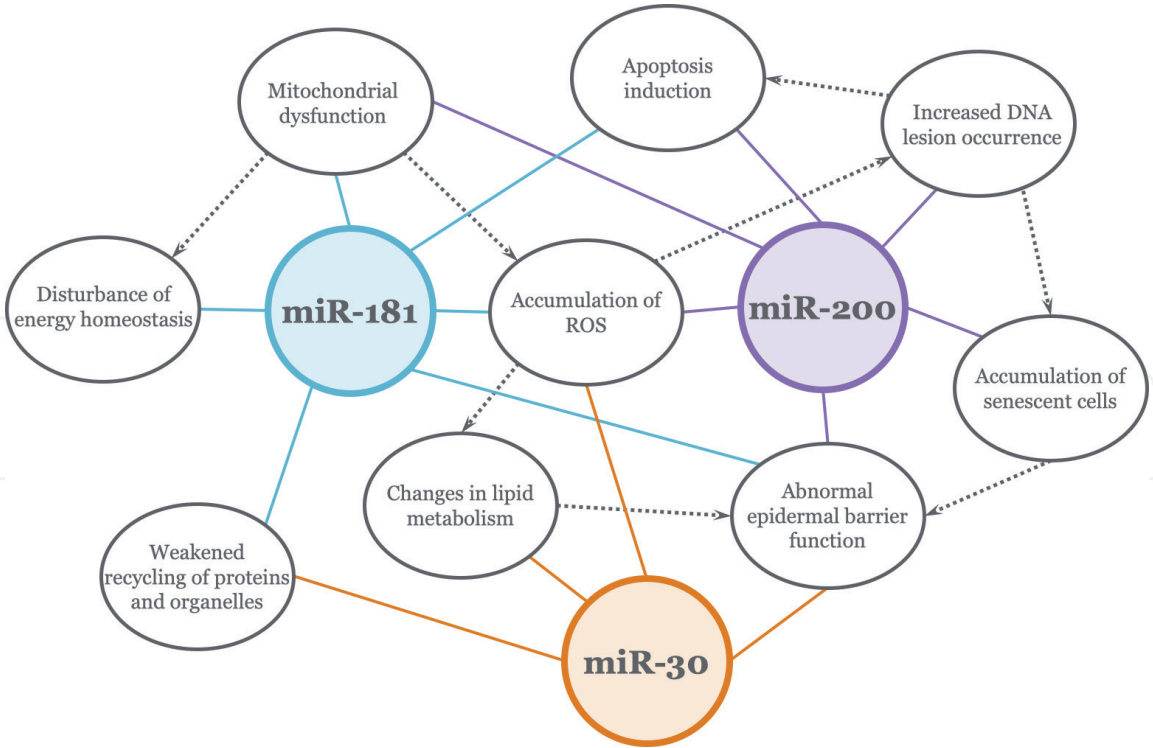 Mitochondrial
dysfunction
Apoptosis
induction
Increased DNA
lesion occurrence
Disturbance of
energy homeostasis
miR-181
Accumulation of
ROS
miR-200
Accumulation of
senescent cells
Changes in lipid
metabolism
Abnormal
epidermal barrier
function
Weakened
recycling of proteins
and organelles
miR-30